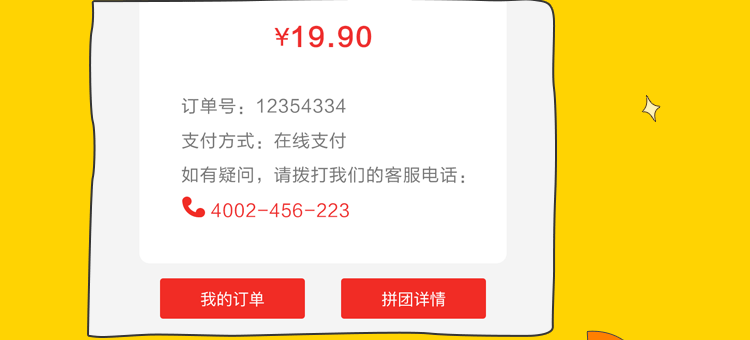 ¥19.90
订单号：12354334
支付方式：在线支付
如有疑问，请拨打我们的客服电话：
4002-456-223
我的订单
拼团详情